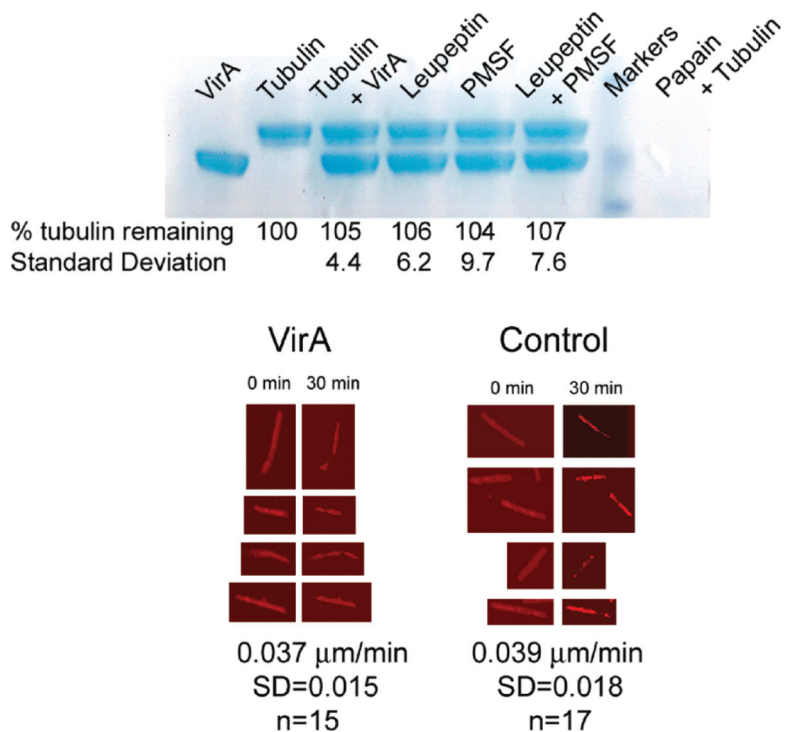 VirA Tubulin Tubulin + VirA Leupeptin PMSF Leupeptin + PMSF Markers Papain + Tubulin
% tubulin remaining 100 105 106 104 107
Standard Deviation 4.4 6.2 9.7 7.6
VirA Control
0 min 30 min 0 min 30 min
0.037 μm/min 0.039 μm/min
SD=0.015 SD=0.018
n=15 n=17